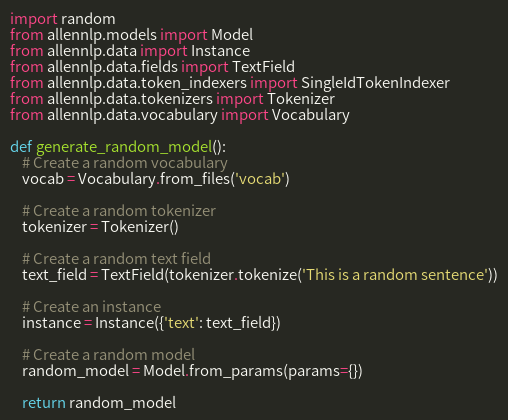 import random
from allennlp.models import Model
from allennlp.data import Instance
from allennlp.data.fields import TextField
from allennlp.data.token_indexers import SingleIdTokenIndexer
from allennlp.data.tokenizers import Tokenizer
from allennlp.data.vocabulary import Vocabulary

def generate_random_model():
    # Create a random vocabulary
    vocab = Vocabulary.from_files('vocab')

    # Create a random tokenizer
    tokenizer = Tokenizer()

    # Create a random text field
    text_field = TextField(tokenizer.tokenize('This is a random sentence'))

    # Create an instance
    instance = Instance({'text': text_field})

    # Create a random model
    random_model = Model.from_params(params={})

    return random_model